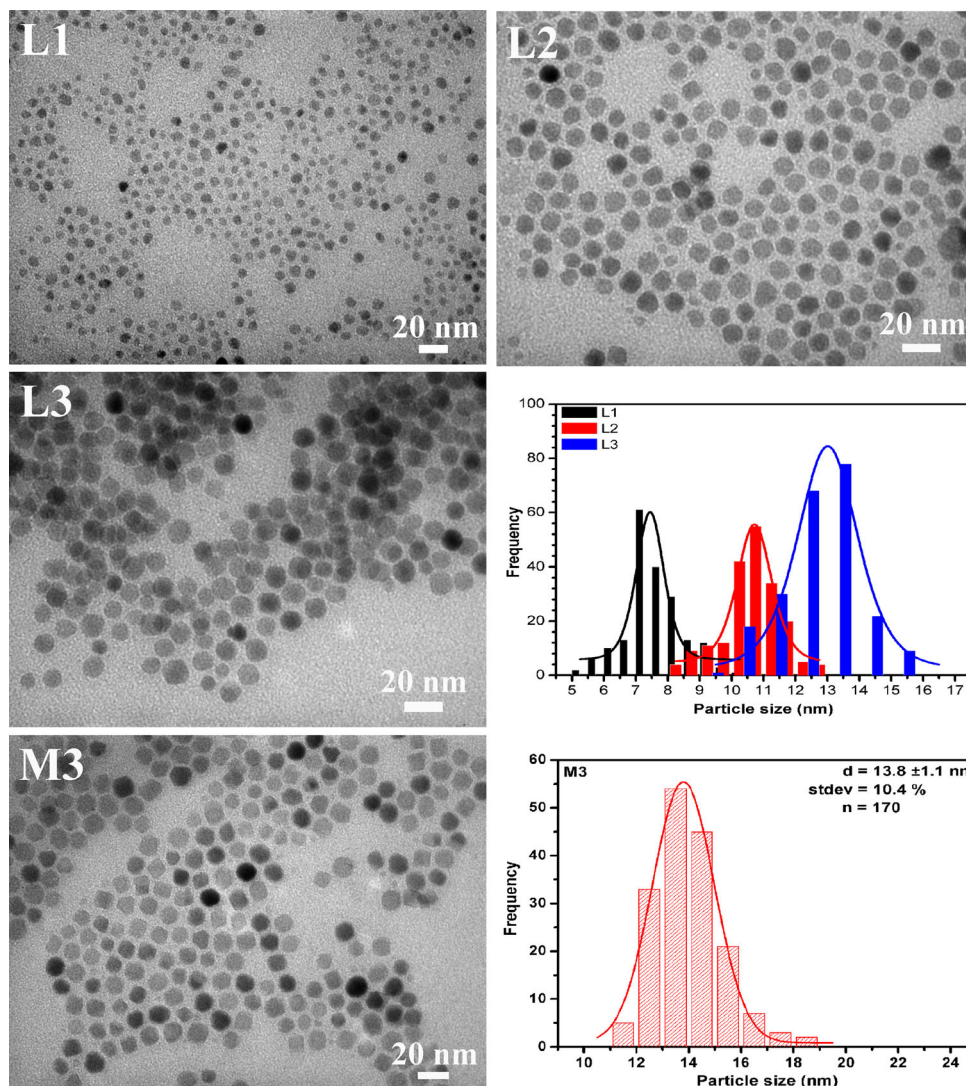 L1
20 nm
L2
20 nm
L3
20 nm
100
80
60
40
20
0
Frequency
L1
L2
L3
5 6 7 8 9 10 11 12 13 14 15 16 17
Particle size (nm)
M3
20 nm
60
50
40
30
20
10
0
Frequency
M3
d = 13.8 ±1.1 nm
stdev = 10.4 %
n = 170
10 12 14 16 18 20 22 24
Particle size (nm)